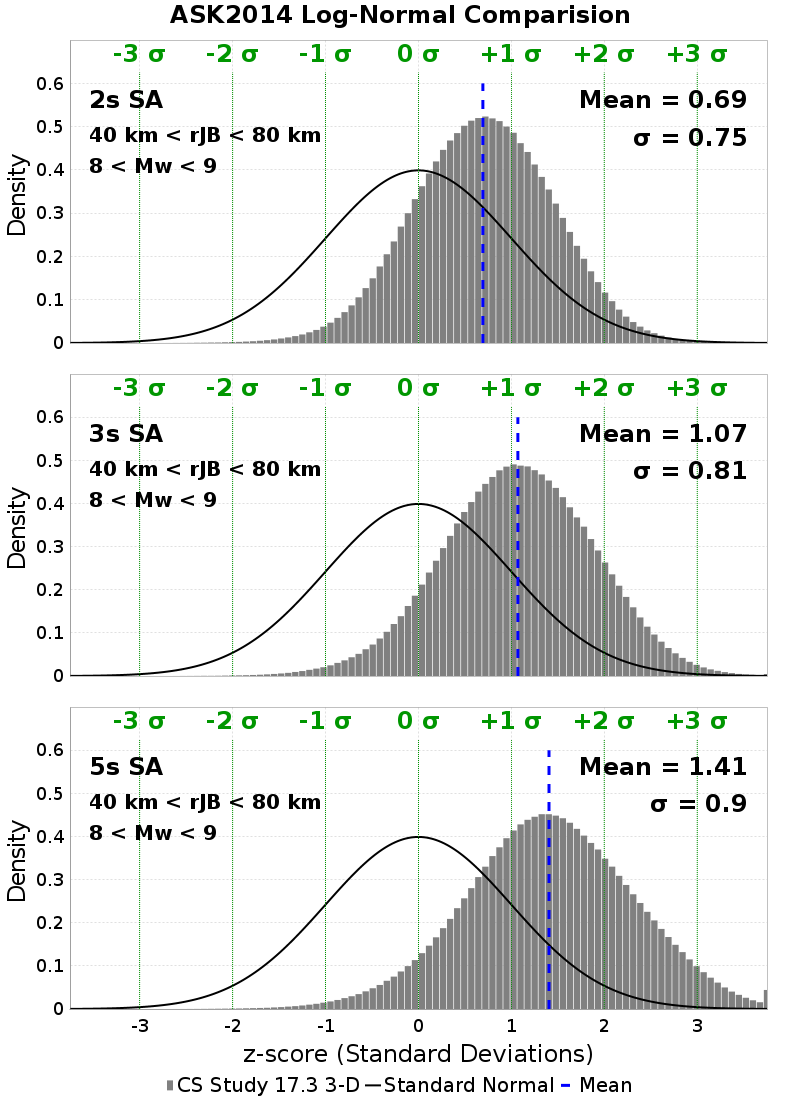 ASK2014 Log-Normal Comparision
-3 σ -2 σ -1 σ 0 σ +1 σ +2 σ +3 σ
2s SA
40 km < rJB < 80 km
8 < Mw < 9
Mean = 0.69
σ = 0.75
0.6
0.5
0.4
0.3
0.2
0.1
0
Density
-3 σ -2 σ -1 σ 0 σ +1 σ +2 σ +3 σ
3s SA
40 km < rJB < 80 km
8 < Mw < 9
Mean = 1.07
σ = 0.81
0.6
0.5
0.4
0.3
0.2
0.1
0
Density
-3 σ -2 σ -1 σ 0 σ +1 σ +2 σ +3 σ
5s SA
40 km < rJB < 80 km
8 < Mw < 9
Mean = 1.41
σ = 0.9
0.6
0.5
0.4
0.3
0.2
0.1
0
Density
-3 -2 -1 0 1 2 3
z-score (Standard Deviations)
CS Study 17.3 3-D Standard Normal Mean